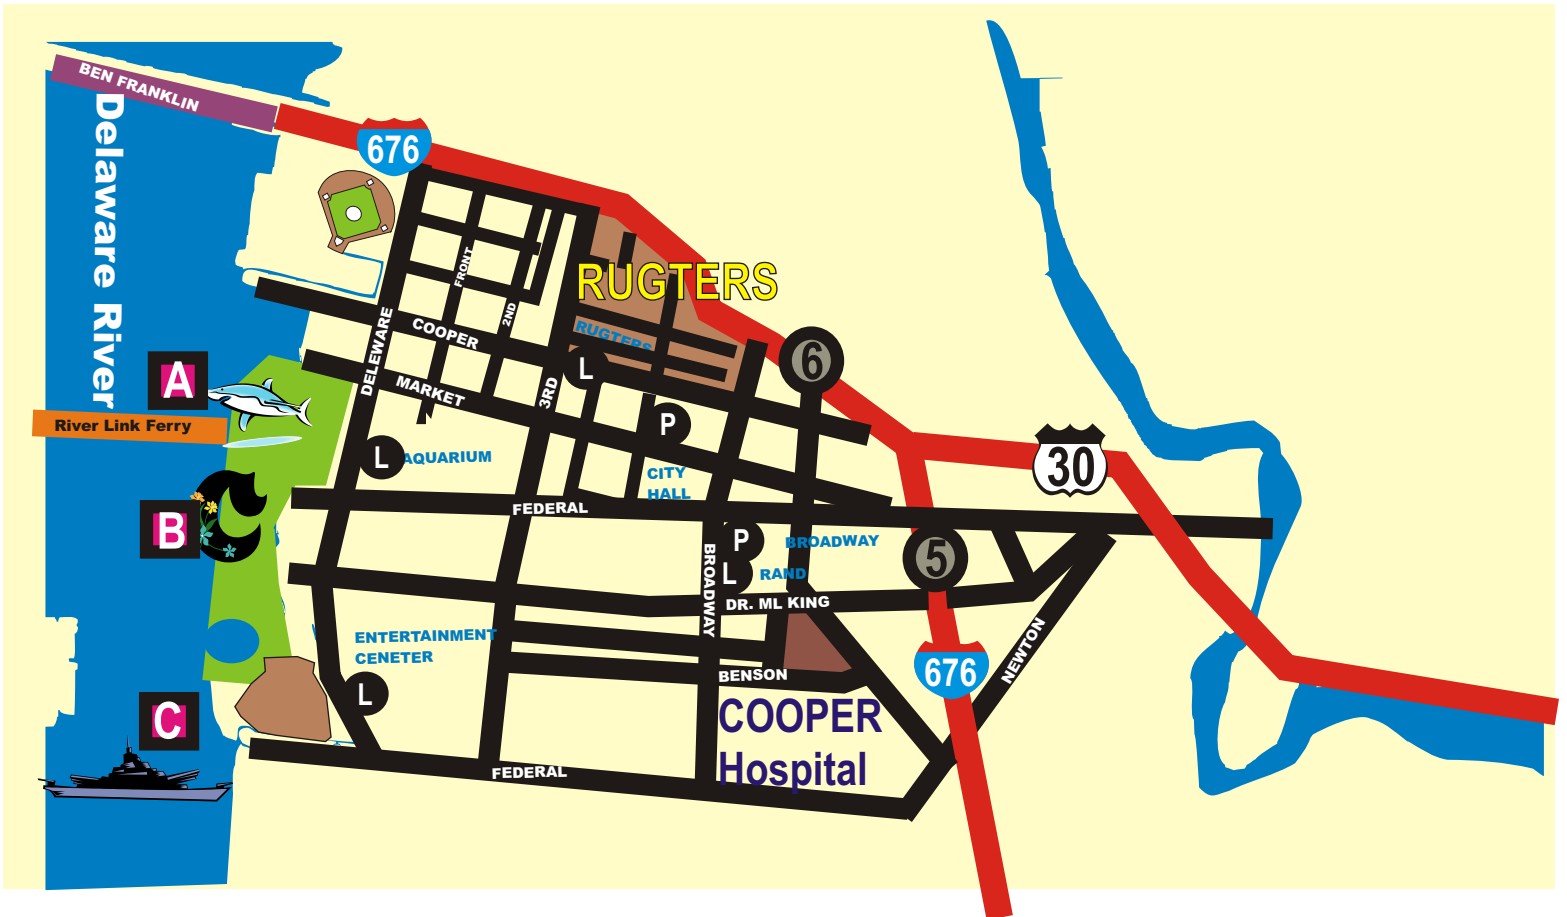 BEN FRANKLIN
Delaware River
676
FRONT
2ND
RUGTERS
RUGTERS
COOPER
DELEWARE
MARKET
3RD
L
6
A
River Link Ferry
P
L
AQUARIUM
CITY
HALL
30
FEDERAL
B
P
BROADWAY
L
RAND
5
BROADWAY
DR. ML KING
ENTERTAINMENT
CENETER
L
NEWTON
676
BENSON
C
COOPER
Hospital
FEDERAL